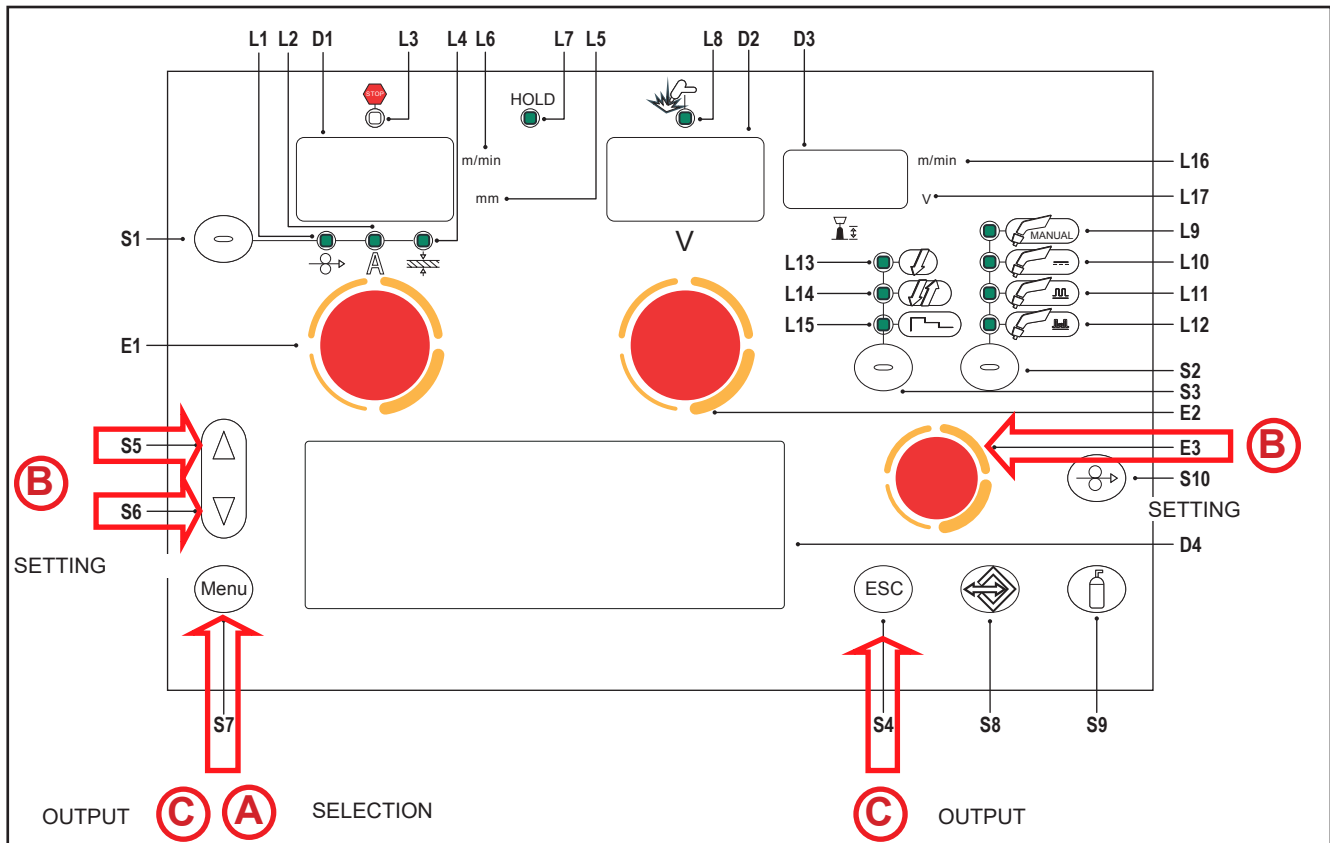 L1 L2 D1 L3 L4 L6 L7 L5 L8 D2 D3
STOP
HOLD
m/min
mm
m/min
V
L16
L17
S1
A
V
MANUAL
L9
L13
L10
L14
L11
L15
L12
E1
S2
S3
E2
S5
E3
B
B
S10
S6
SETTING
SETTING
D4
Menu
ESC
S7
S4
S8
S9
OUTPUT
C
A
SELECTION
C
OUTPUT